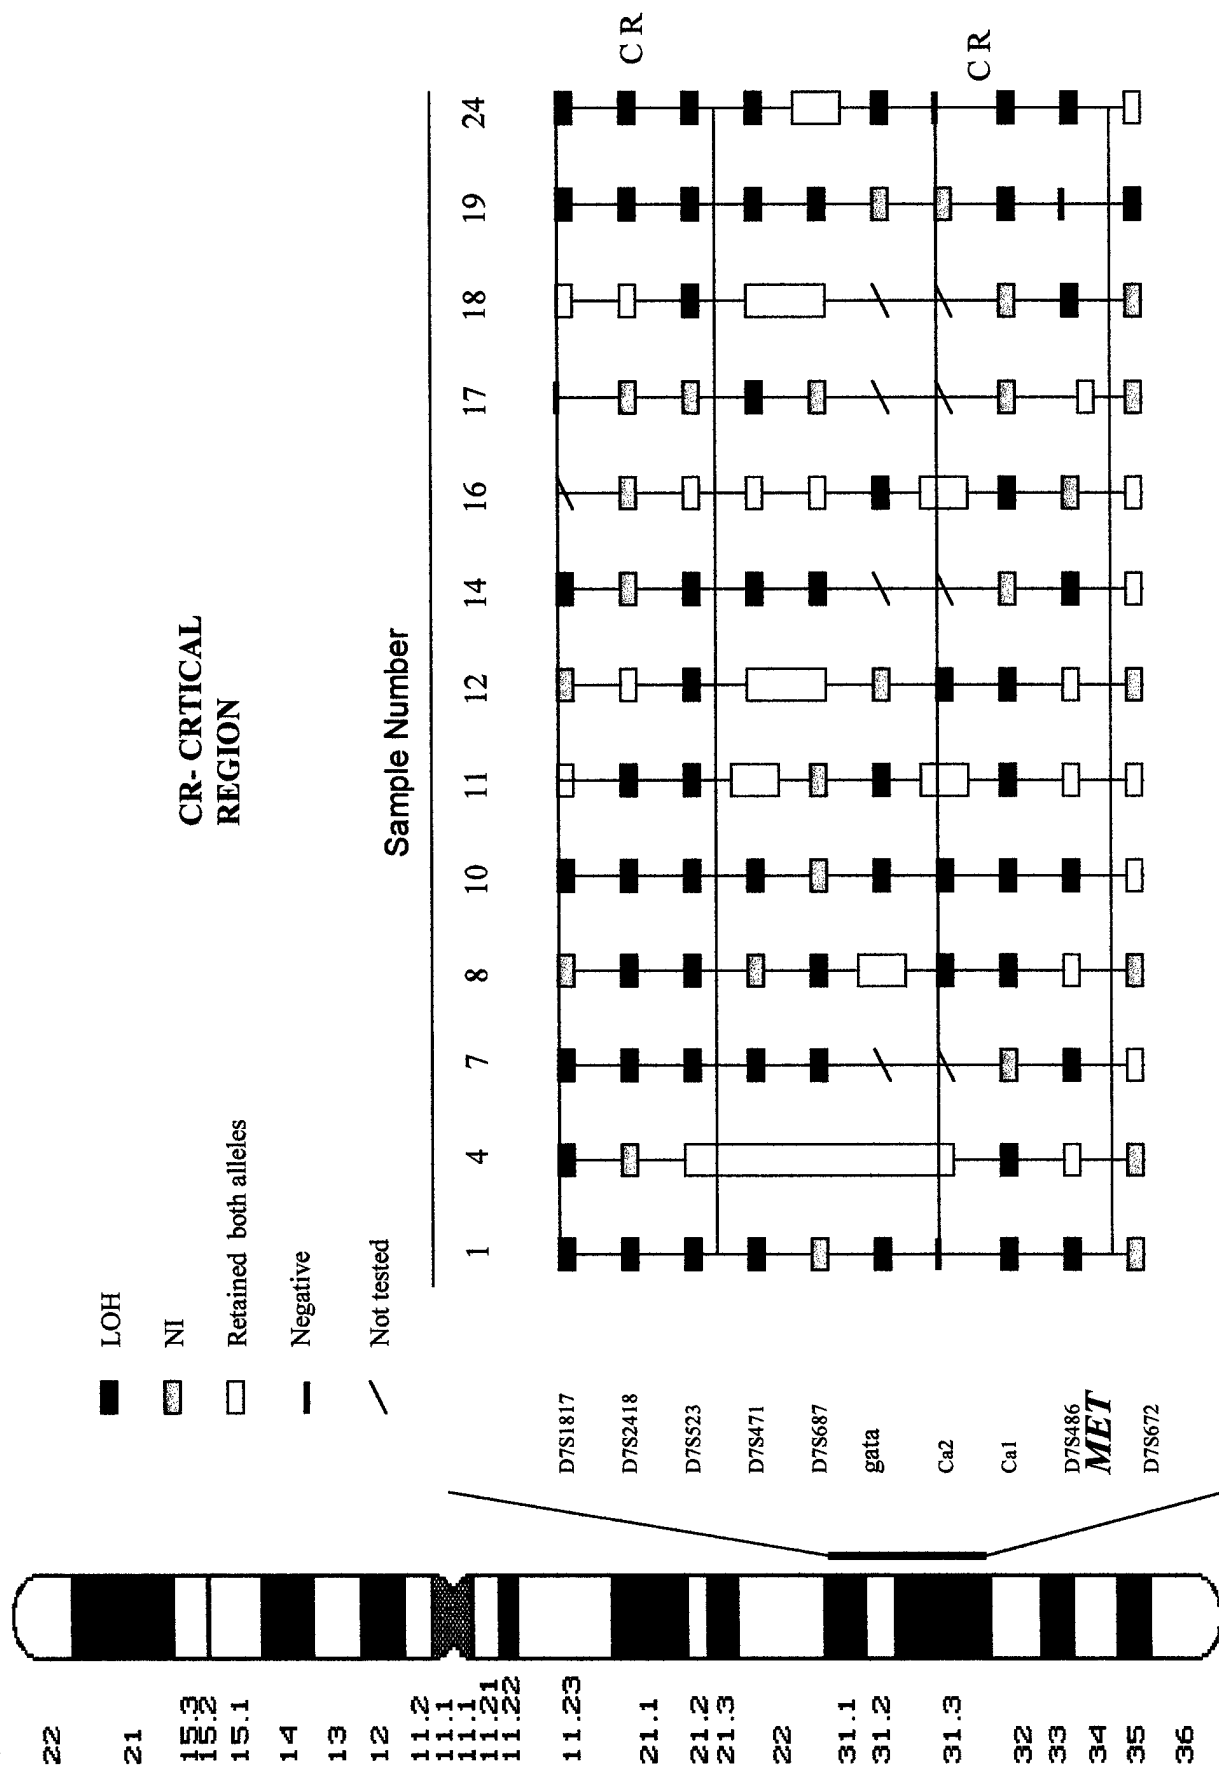 CR- CRTICAL
REGION
Sample Number
1 4 7 8 10 11 12 14 16 17 18 19 24
LOH
NI
Retained both alleles
Negative
Not tested
D7S1817
D7S2418
D7S523
D7S471
D7S687
gata
Ca2
Ca1
D7S486
MET
D7S672
C R
C R
22
21
15.3
15.2
15.1
14
13
12
11.2
11.1
11.1
11.21
11.22
11.23
21.1
21.2
21.3
22
31.1
31.2
31.3
32
33
34
35
36